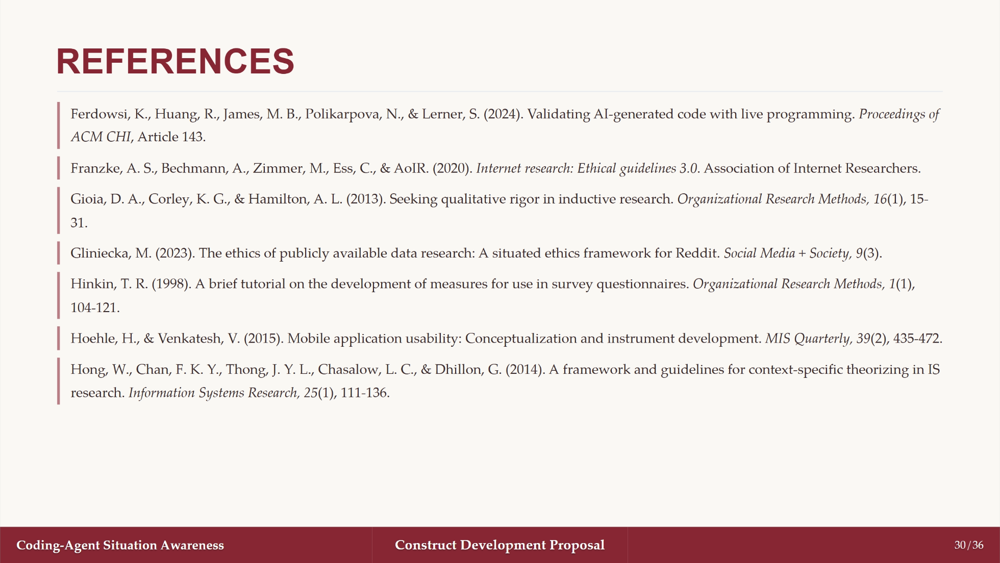 REFERENCES
Ferdowsi, K., Huang, R., James, M. B., Polikarpova, N., & Lerner, S. (2024). Validating AI-generated code with live programming. Proceedings of
ACM CHI, Article 143.
Franzke, A. S., Bechmann, A., Zimmer, M., Ess, C., & AoIR. (2020). Internet research: Ethical guidelines 3.0. Association of Internet Researchers.
Gioia, D. A., Corley, K. G., & Hamilton, A. L. (2013). Seeking qualitative rigor in inductive research. Organizational Research Methods, 16(1), 15-
31.
Gliniecka, M. (2023). The ethics of publicly available data research: A situated ethics framework for Reddit. Social Media + Society, 9(3).
Hinkin, T. R. (1998). A brief tutorial on the development of measures for use in survey questionnaires. Organizational Research Methods, 1(1),
104-121.
Hoehle, H., & Venkatesh, V. (2015). Mobile application usability: Conceptualization and instrument development. MIS Quarterly, 39(2), 435-472.
Hong, W., Chan, F. K. Y., Thong, J. Y. L., Chasalow, L. C., & Dhillon, G. (2014). A framework and guidelines for context-specific theorizing in IS
research. Information Systems Research, 25(1), 111-136.
Coding-Agent Situation Awareness
Construct Development Proposal
30/36